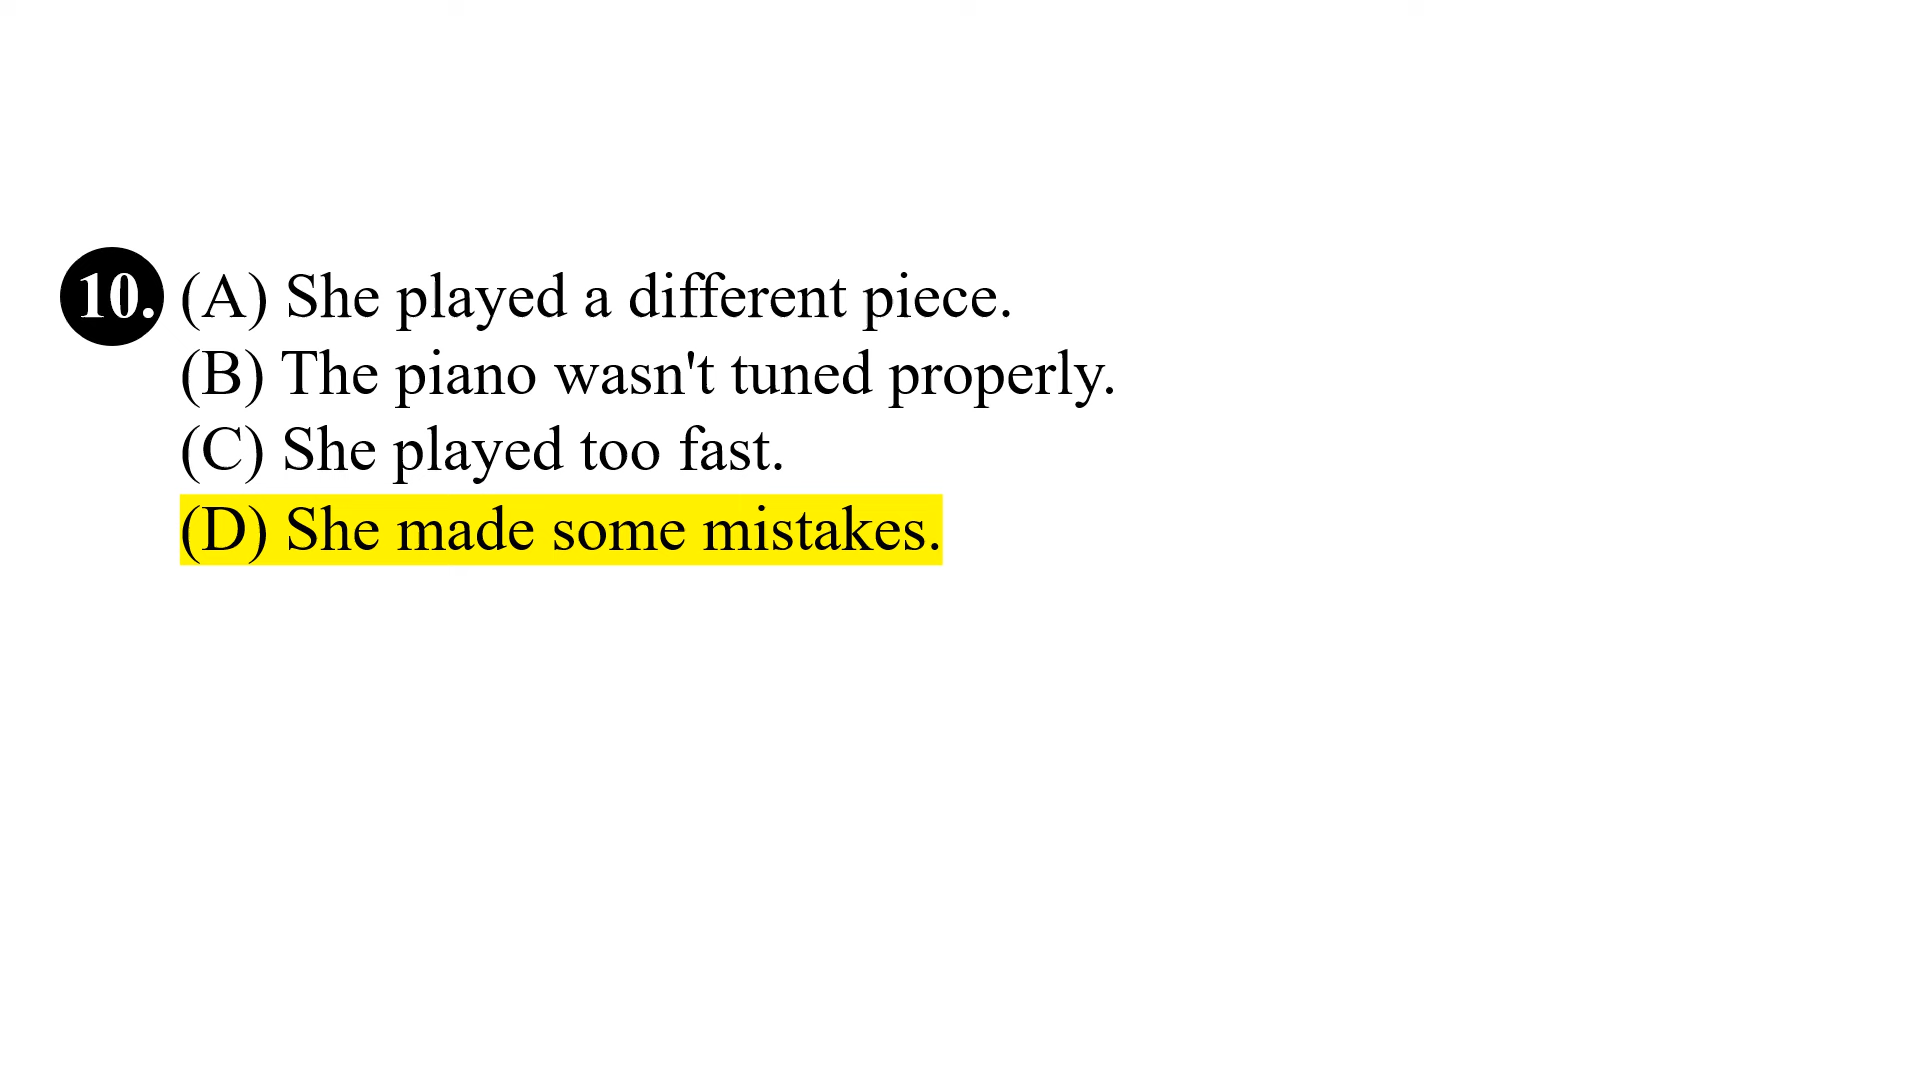 10. (A) She played a different piece.
(B) The piano wasn't tuned properly.
(C) She played too fast.
(D) She made some mistakes.